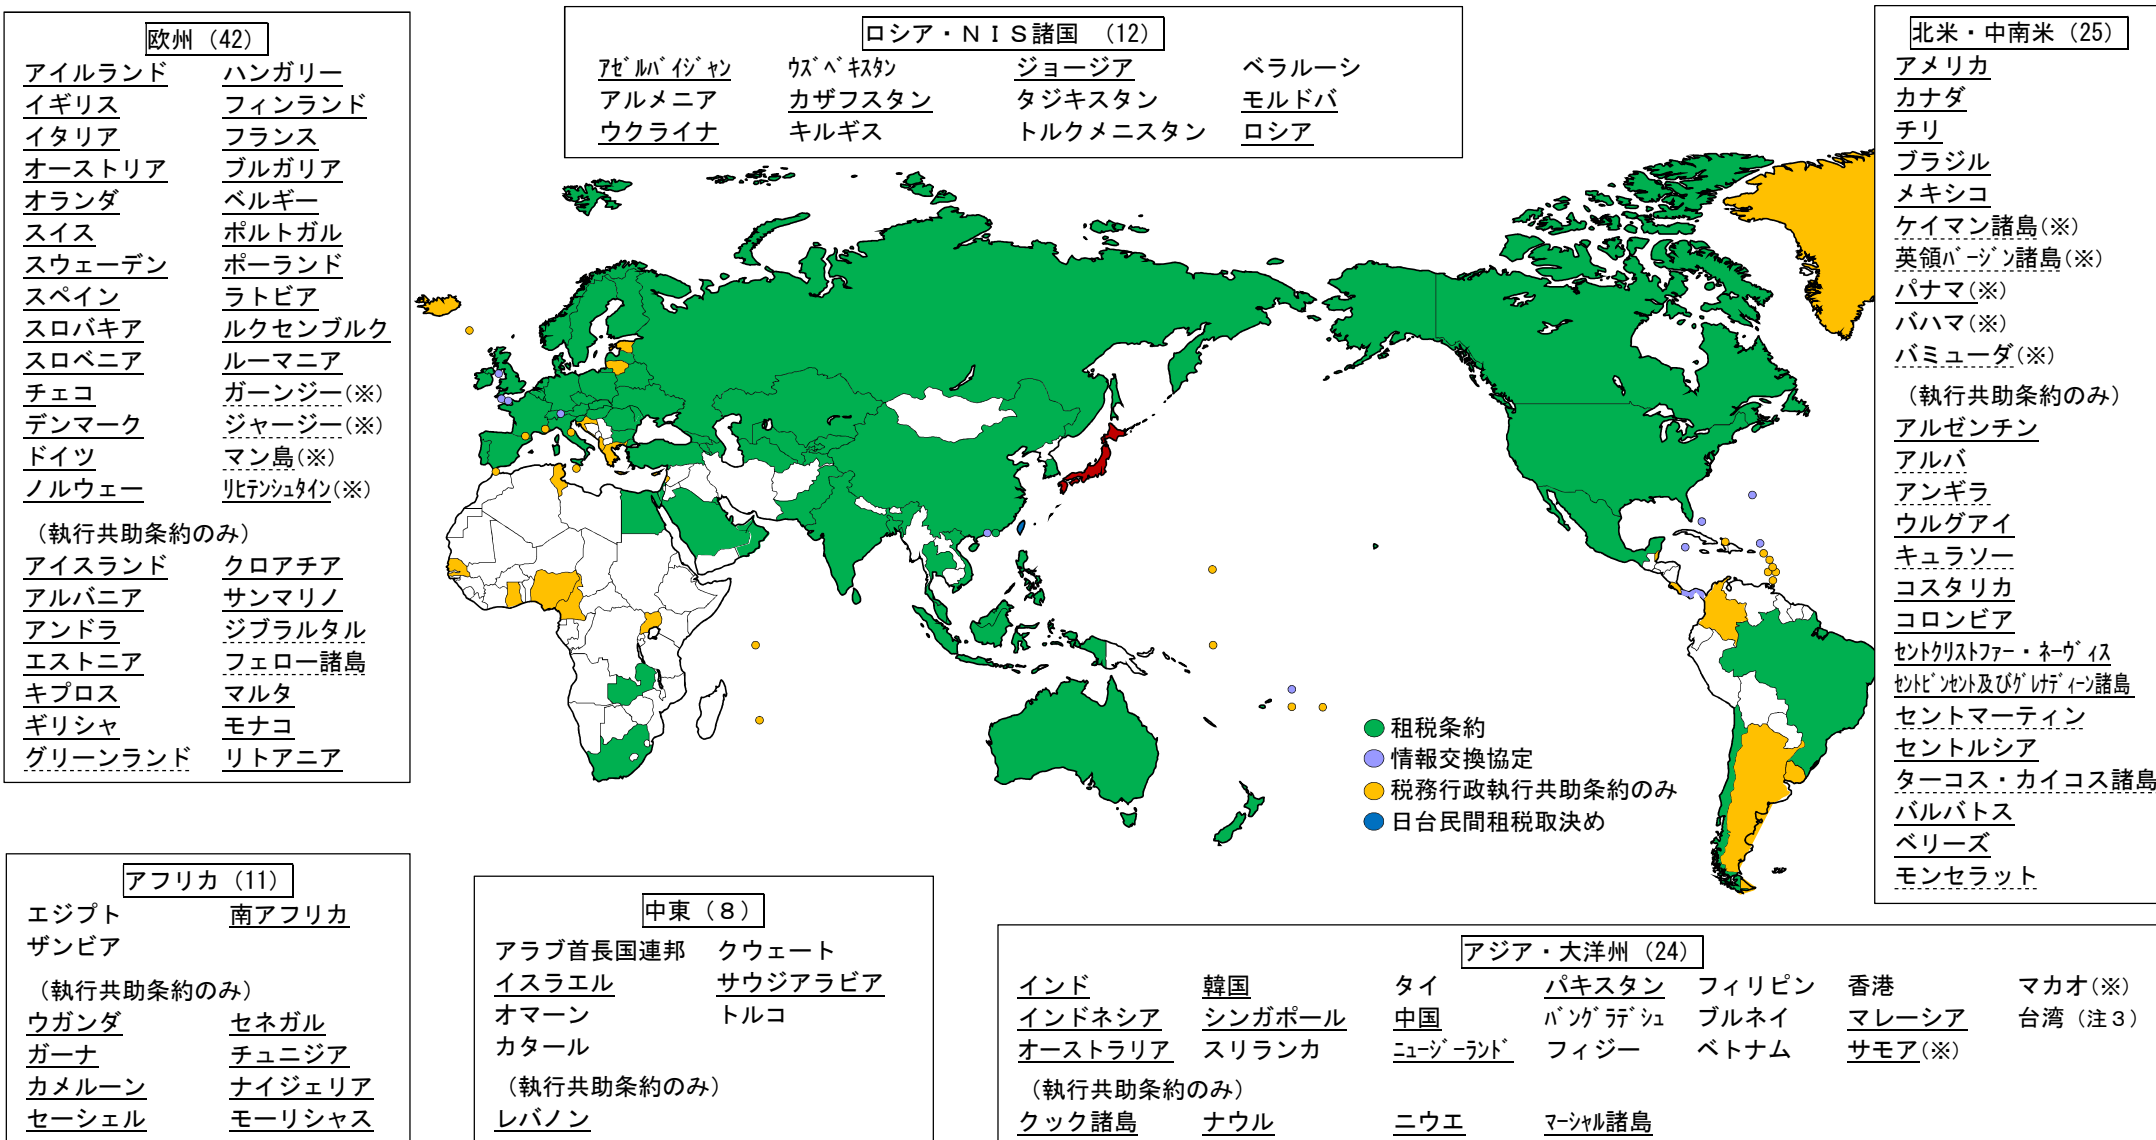 欧州（42）
アイルランド ハンガリー
イギリス フィンランド
イタリア フランス
オーストリア ブルガリア
オランダ ベルギー
スイス ポルトガル
スウェーデン ポーランド
スペイン ラトビア
スロバキア ルクセンブルク
スロベニア ルーマニア
チェコ ガーンジー(※)
デンマーク ジャージー(※)
ドイツ マン島(※)
ノルウェー リヒテンシュタイン(※)
（執行共助条約のみ）
アイスランド クロアチア
アルバニア サンマリノ
アンドラ ジブラルタル
エストニア フェロー諸島
キプロス マルタ
ギリシャ モナコ
グリーンランド リトアニア
ロシア・ＮＩＳ諸国 （12）
アゼルバイジャン ウズベキスタン ジョージア ベラルーシ
アルメニア カザフスタン タジキスタン モルドバ
ウクライナ キルギス トルクメニスタン ロシア
北米・中南米（25）
アメリカ
カナダ
チリ
ブラジル
メキシコ
ケイマン諸島(※)
英領バージン諸島(※)
パナマ(※)
バハマ(※)
バミューダ(※)
（執行共助条約のみ）
アルゼンチン
アルバ
アンギラ
ウルグアイ
キュラソー
コスタリカ
コロンビア
セントクリストファー・ネーヴィス
セントビンセント及びグレナディーン諸島
セントマーティン
セントルシア
タークス・カイコス諸島
バルバトス
ベリーズ
モンセラット
租税条約
情報交換協定
税務行政執行共助条約のみ
日台民間租税取決め
アフリカ（11）
エジプト 南アフリカ
ザンビア
（執行共助条約のみ）
ウガンダ セネガル
ガーナ チュニジア
カメルーン ナイジェリア
セーシェル モーリシャス
中東（８）
アラブ首長国連邦 クウェート
イスラエル サウジアラビア
オマーン トルコ
カタール
（執行共助条約のみ）
レバノン
アジア・大洋州（24）
インド 韓国 タイ パキスタン フィリピン 香港 マカオ(※)
インドネシア シンガポール 中国 バングラデシュ ブルネイ マレーシア 台湾（注３）
オーストラリア スリランカ ニュージーランド フィジー ベトナム サモア(※)
（執行共助条約のみ）
クック諸島 ナウル ニウエ マーシャル諸島